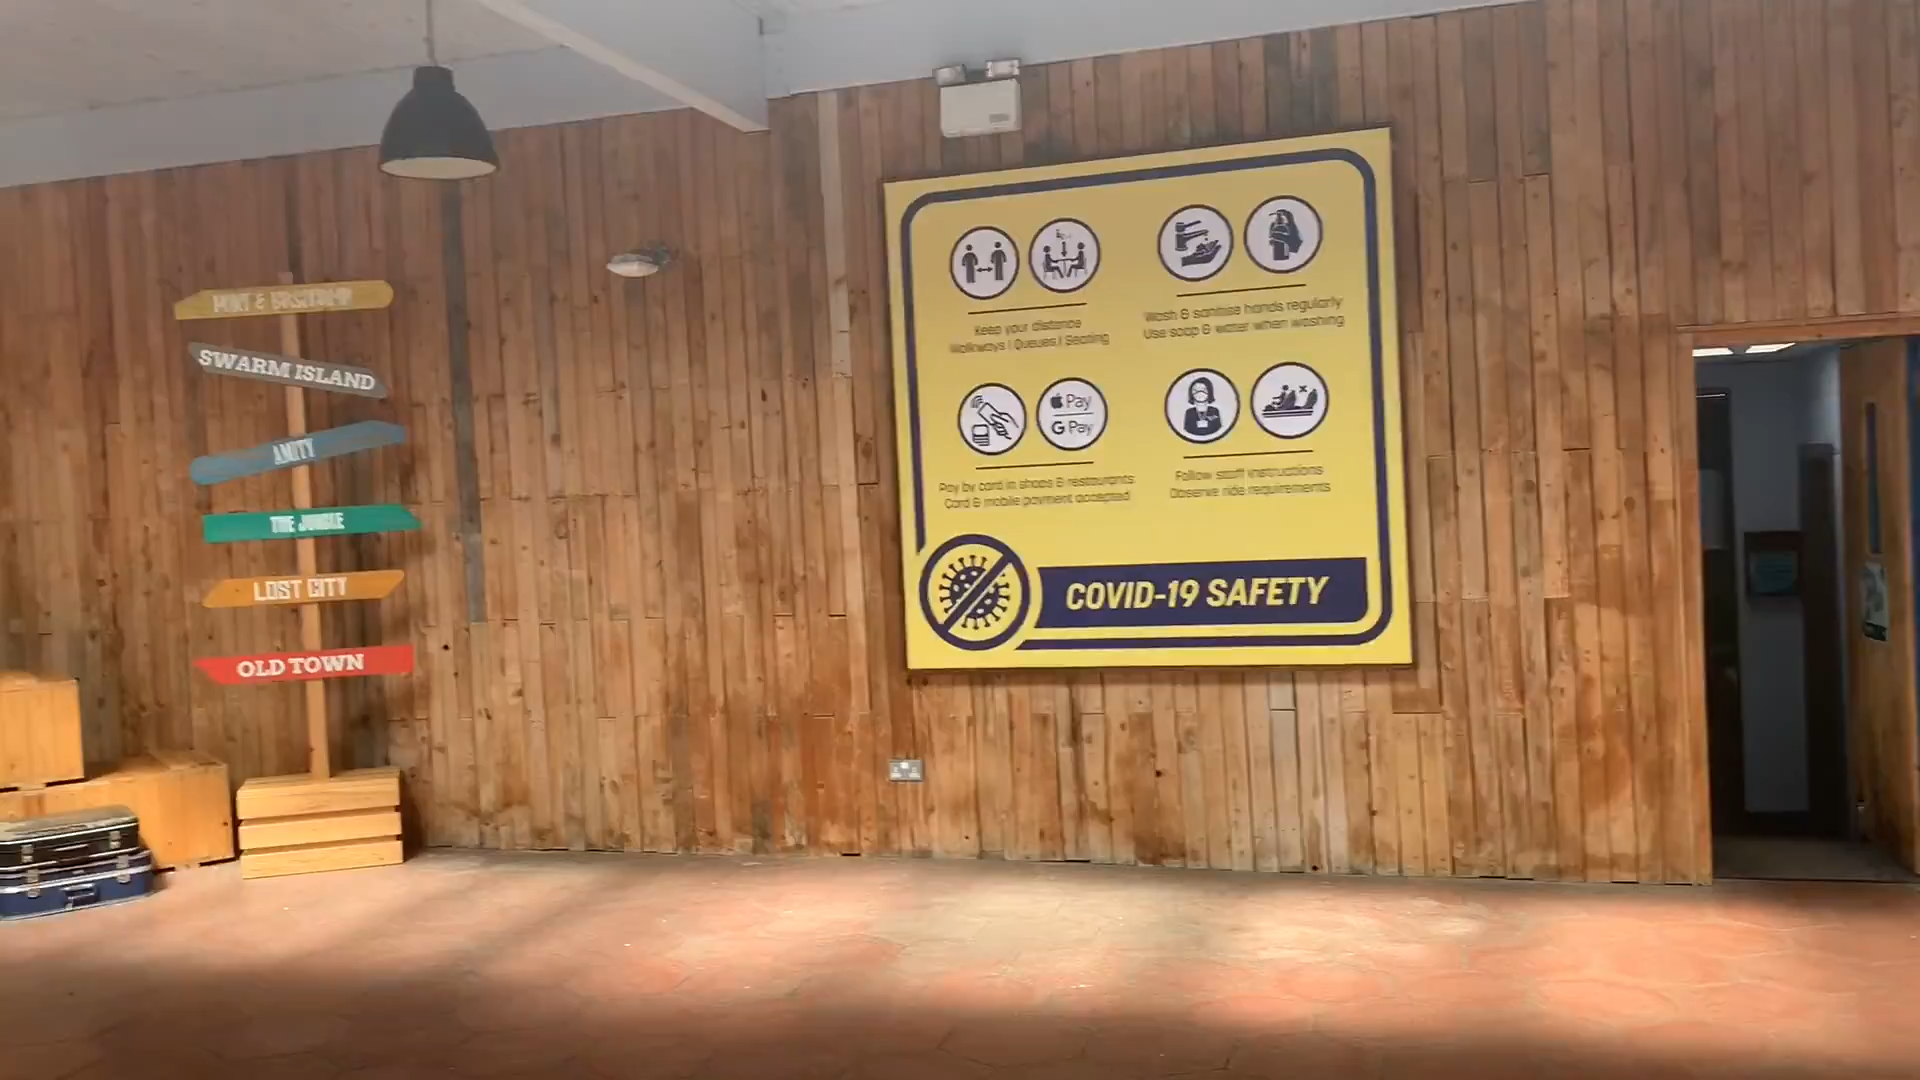 SWARM ISLAND
AMITY
THE JUNGLE
LOST CITY
OLD TOWN
Keep your distance
Walkways | Queues | Seating
Wash & sanitise hands regularly
Use soap & water when washing
Pay
G Pay
Pay by card in shops & restaurants
Card & mobile payment accepted
Follow staff instructions
Observe ride requirements
COVID-19 SAFETY